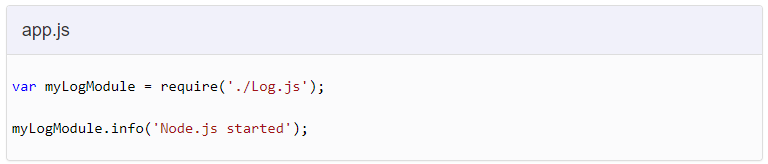 app.js
var myLogModule = require('./Log.js');
myLogModule.info('Node.js started');